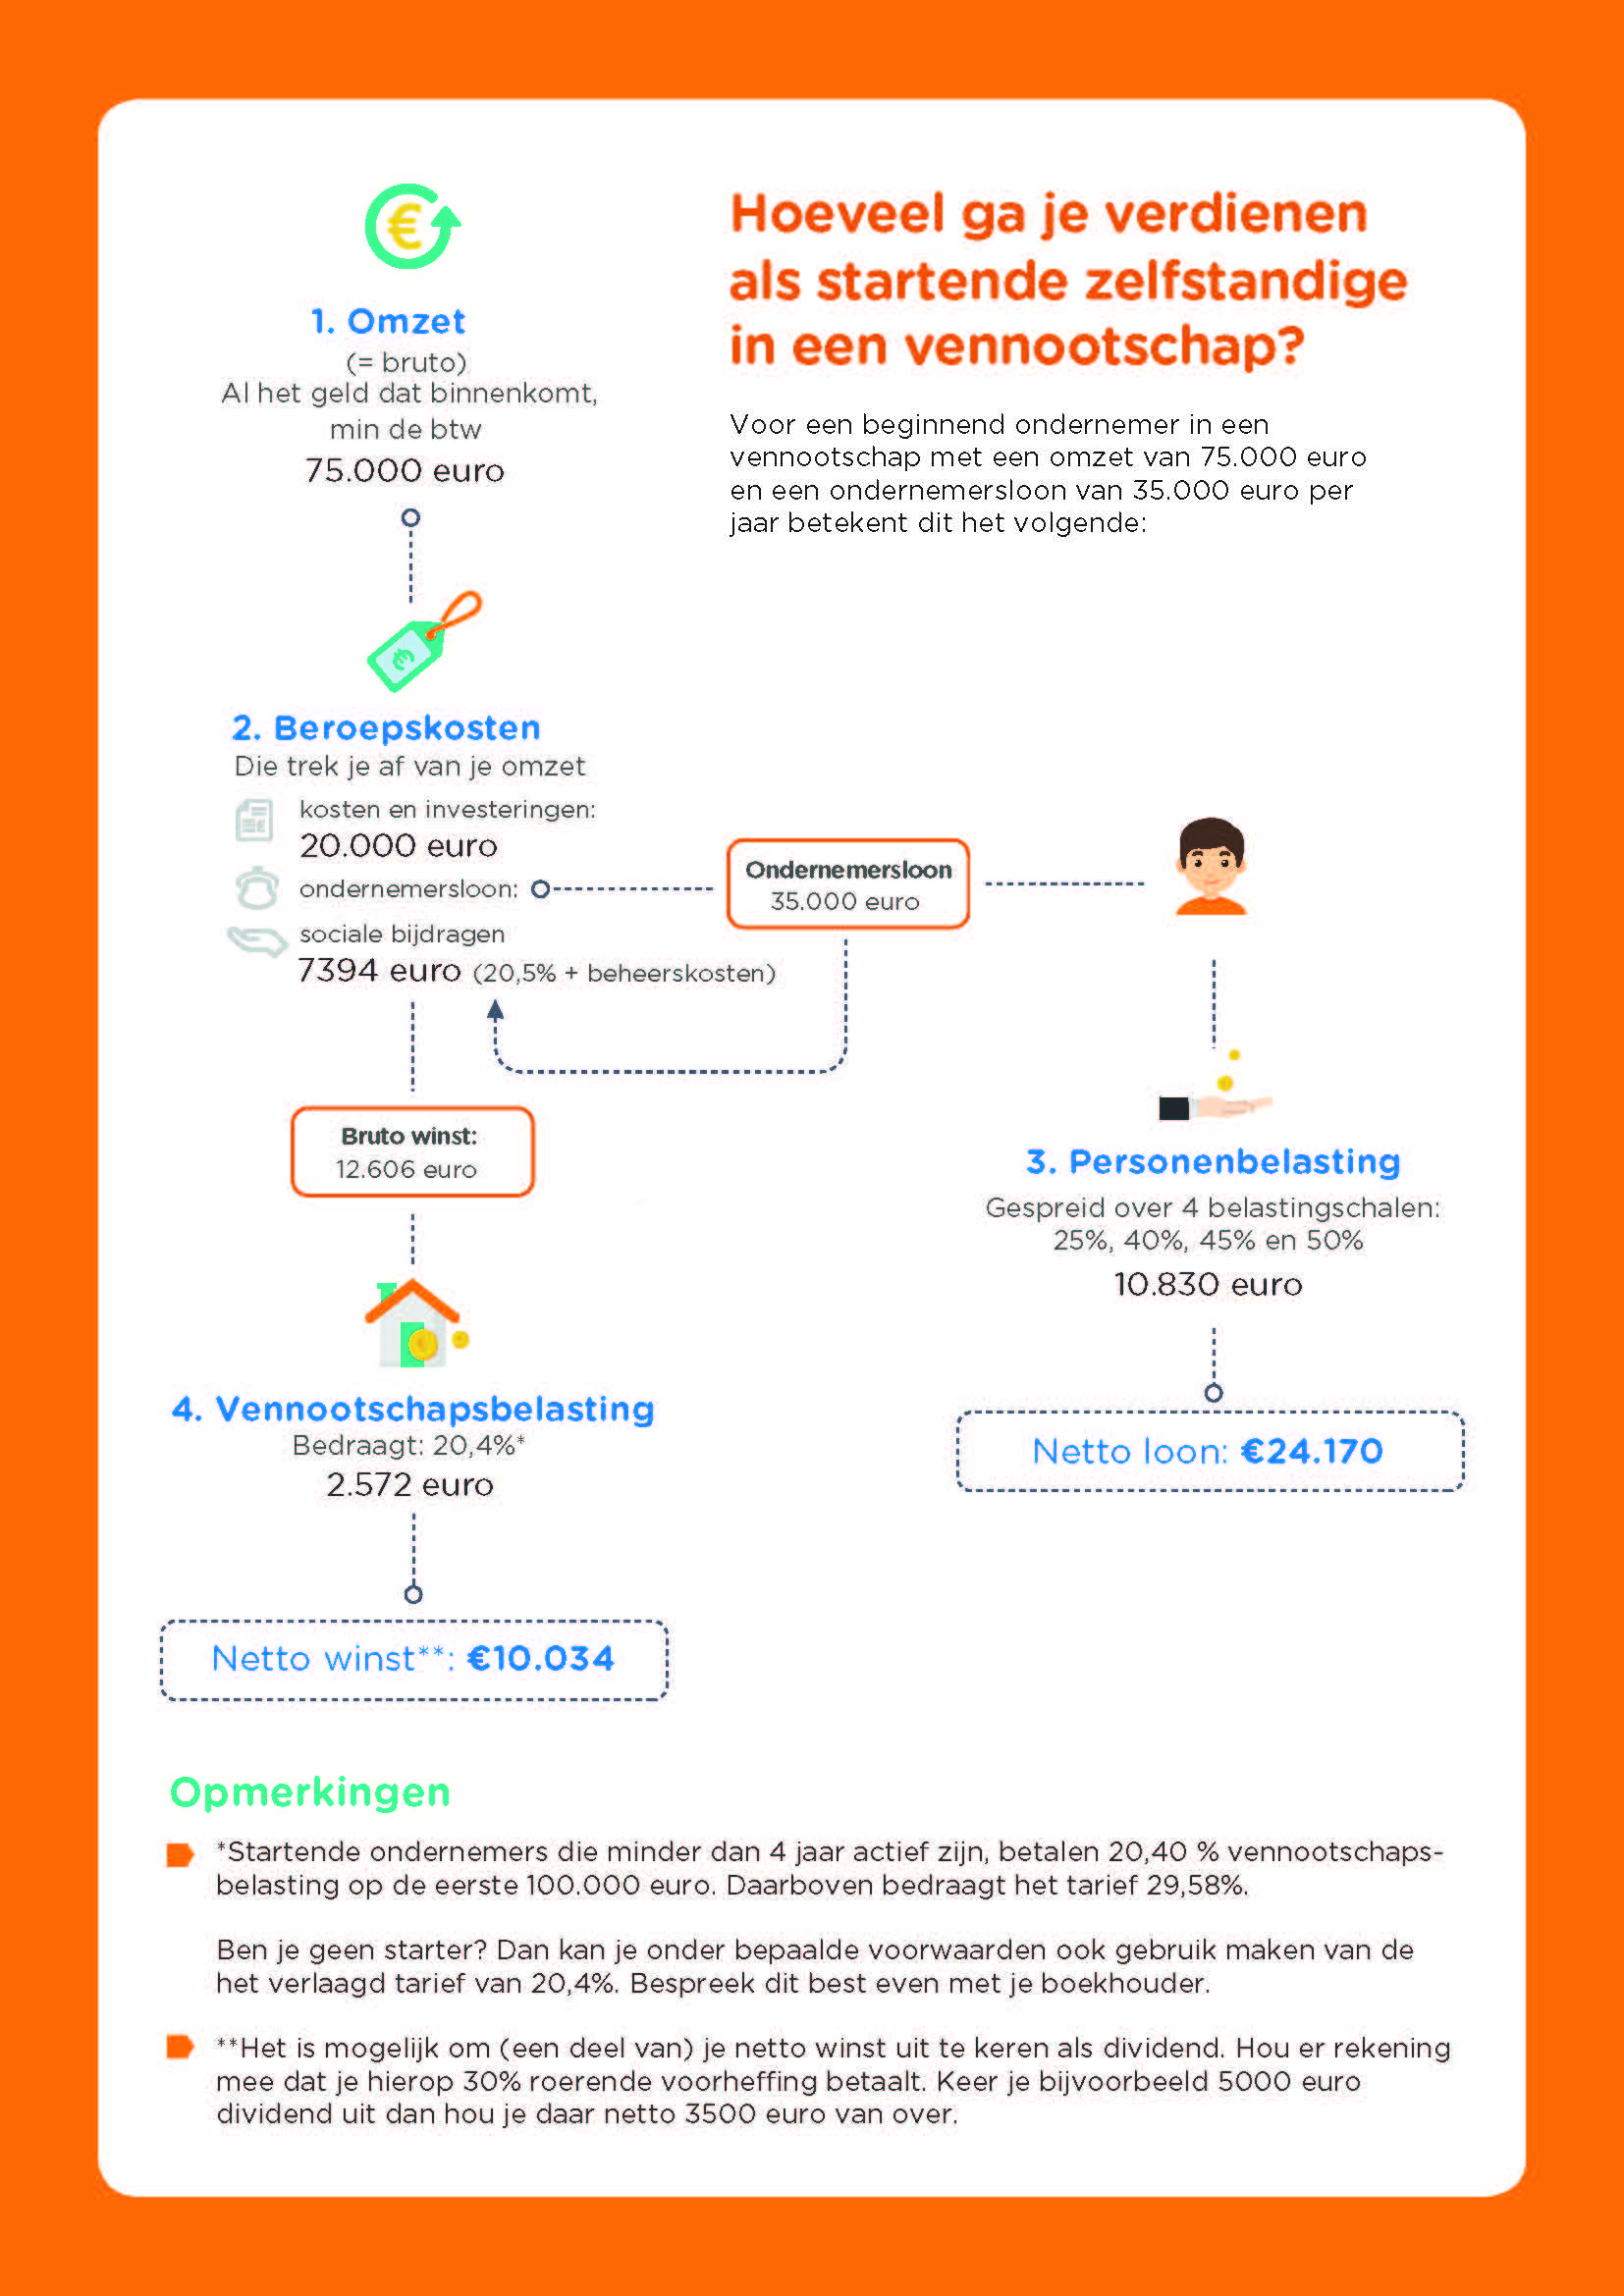 Hoeveel ga je verdienen
als startende zelfstandige
in een vennootschap?
Voor een beginnend ondernemer in een
vennootschap met een omzet van 75.000 euro
en een ondernemersloon van 35.000 euro per
jaar betekent dit het volgende:
1. Omzet
(= bruto)
Al het geld dat binnenkomt,
min de btw
75.000 euro
2. Beroepskosten
Die trek je af van je omzet
kosten en investeringen:
20.000 euro
ondernemersloon:
Ondernemersloon
35.000 euro
sociale bijdragen
7394 euro (20,5% + beheerskosten)
Bruto winst:
12.606 euro
3. Personenbelasting
Gespreid over 4 belastingschalen:
25%, 40%, 45% en 50%
10.830 euro
Netto loon: €24.170
4. Vennootschapsbelasting
Bedraagt: 20,4%*
2.572 euro
Netto winst**: €10.034
Opmerkingen
*Startende ondernemers die minder dan 4 jaar actief zijn, betalen 20,40 % vennootschaps-
belasting op de eerste 100.000 euro. Daarboven bedraagt het tarief 29,58%.
Ben je geen starter? Dan kan je onder bepaalde voorwaarden ook gebruik maken van de
het verlaagd tarief van 20,4%. Bespreek dit best even met je boekhouder.
**Het is mogelijk om (een deel van) je netto winst uit te keren als dividend. Hou er rekening
mee dat je hierop 30% roerende voorheffing betaalt. Keer je bijvoorbeeld 5000 euro
dividend uit dan hou je daar netto 3500 euro van over.